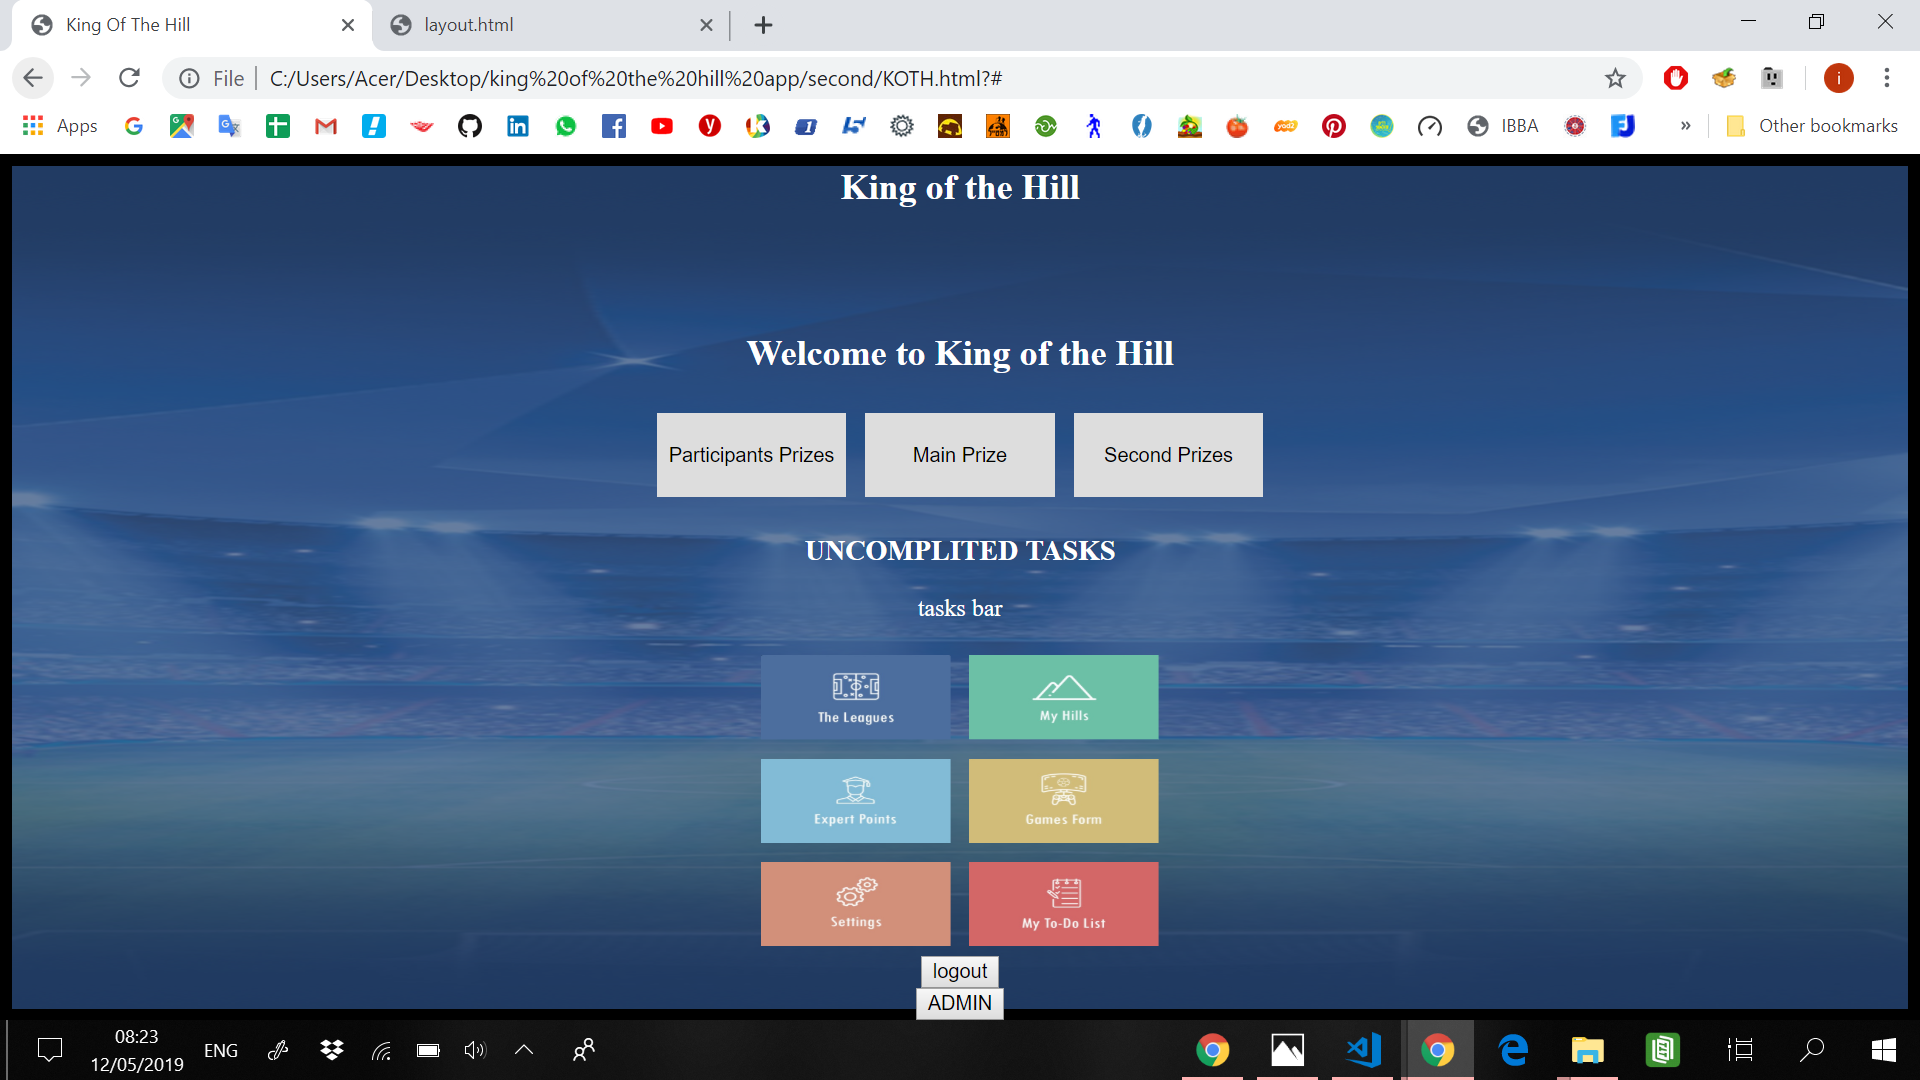 King Of The Hill
layout.html
File
C:/Users/Acer/Desktop/king%20of%20the%20hill%20app/second/KOTH.html?#
i
Apps
IBBA
»
Other bookmarks
King of the Hill
Welcome to King of the Hill
Participants Prizes
Main Prize
Second Prizes
UNCOMPLITED TASKS
tasks bar
The Leagues
My Hills
Expert Points
Games Form
Settings
My To-Do List
logout
ADMIN
08:23
12/05/2019
ENG